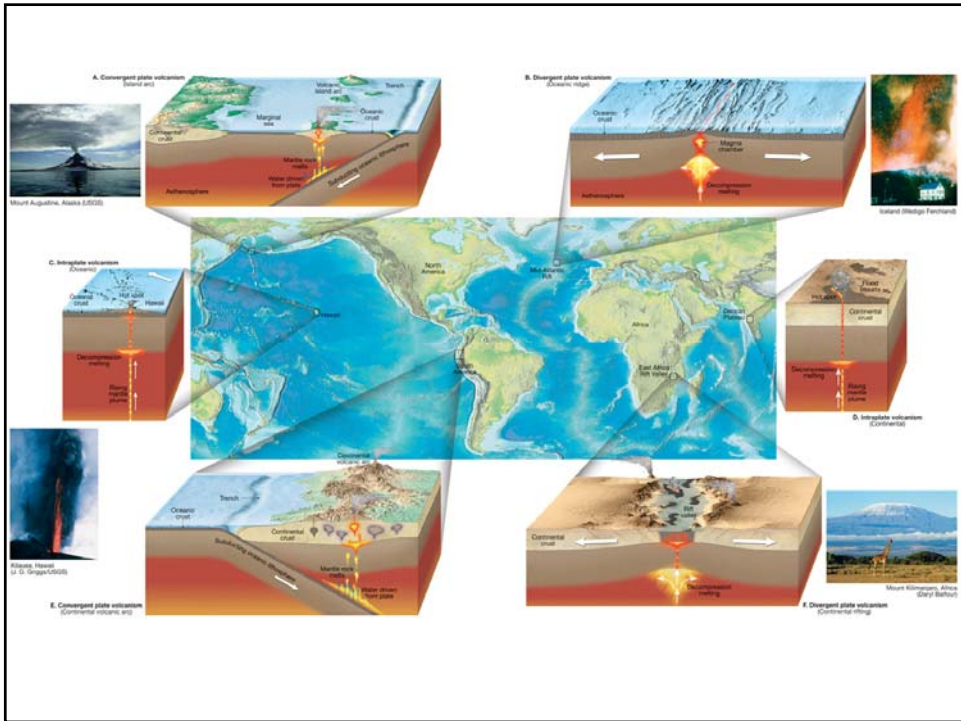 A. Convergent plate volcanism
(Island arc)
Volcanic
island arc
Trench
Marginal
sea
Oceanic
crust
Continental
crust
Mantle rock
melts
Water driven
from plate
Subducting oceanic lithosphere
Asthenosphere
Mount Augustine, Alaska (USGS)
B. Divergent plate volcanism
(Oceanic ridge)
Oceanic
crust
Magma
chamber
Decompression
melting
Asthenosphere
Iceland (Wedigo Ferchland)
C. Intraplate volcanism
(Oceanic)
Oceanic
crust
Hot spot
Hawaii
Decompression
melting
Rising
mantle
plume
North
America
Mid-Atlantic
Rift
Hawaii
Africa
Deccan
Plateau
South
America
East Africa
Rift Valley
Flood
basalts
Hot spot
Continental
crust
Decompression
melting
Rising
mantle
plume
D. Intraplate volcanism
(Continental)
Kilauea, Hawaii
(J. D. Griggs/USGS)
Continental
volcanic arc
Trench
Oceanic
crust
Continental
crust
Subducting oceanic lithosphere
Mantle rock
melts
Water driven
from plate
E. Convergent plate volcanism
(Continental volcanic arc)
Rift
valley
Continental
crust
Decompression
melting
F. Divergent plate volcanism
(Continental rifting)
Mount Kilimanjaro, Africa
(Daryl Balfour)